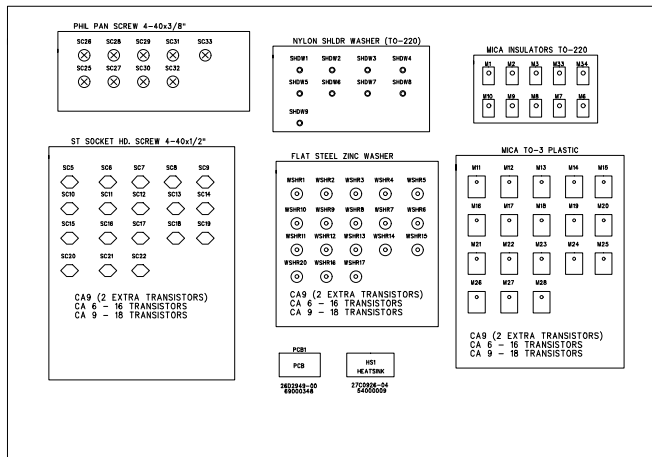 PHIL PAN SCREW 4-40x3/8"
SC26 SC28 SC29 SC31 SC33
SC25 SC27 SC30 SC32
NYLON SHLDR WASHER (TO-220)
SHDW1 SHDW2 SHDW3 SHDW4
SHDW5 SHDW6 SHDW7 SHDW8
SHDW9
MICA INSULATORS TO-220
M1 M2 M3 M33 M34
M10 M9 M8 M7 M6
ST SOCKET HD. SCREW 4-40x1/2"
SC5 SC6 SC7 SC8 SC9
SC10 SC11 SC12 SC13 SC14
SC15 SC16 SC17 SC18 SC19
SC20 SC21 SC22
CA9 (2 EXTRA TRANSISTORS)
CA 6 - 16 TRANSISTORS
CA 9 - 18 TRANSISTORS
FLAT STEEL ZINC WASHER
WSHR1 WSHR2 WSHR3 WSHR4 WSHR5
WSHR10 WSHR9 WSHR8 WSHR7 WSHR6
WSHR11 WSHR12 WSHR13 WSHR14 WSHR15
WSHR20 WSHR16 WSHR17
CA9 (2 EXTRA TRANSISTORS)
CA 6 - 16 TRANSISTORS
CA 9 - 18 TRANSISTORS
MICA TO-3 PLASTIC
M11 M12 M13 M14 M15
M16 M17 M18 M19 M20
M21 M22 M23 M24 M25
M26 M27 M28
CA9 (2 EXTRA TRANSISTORS)
CA 6 - 16 TRANSISTORS
CA 9 - 18 TRANSISTORS
PCB1
PCB
26D2949-00
69000348
HS1
HEATSINK
27C0926-04
54000009